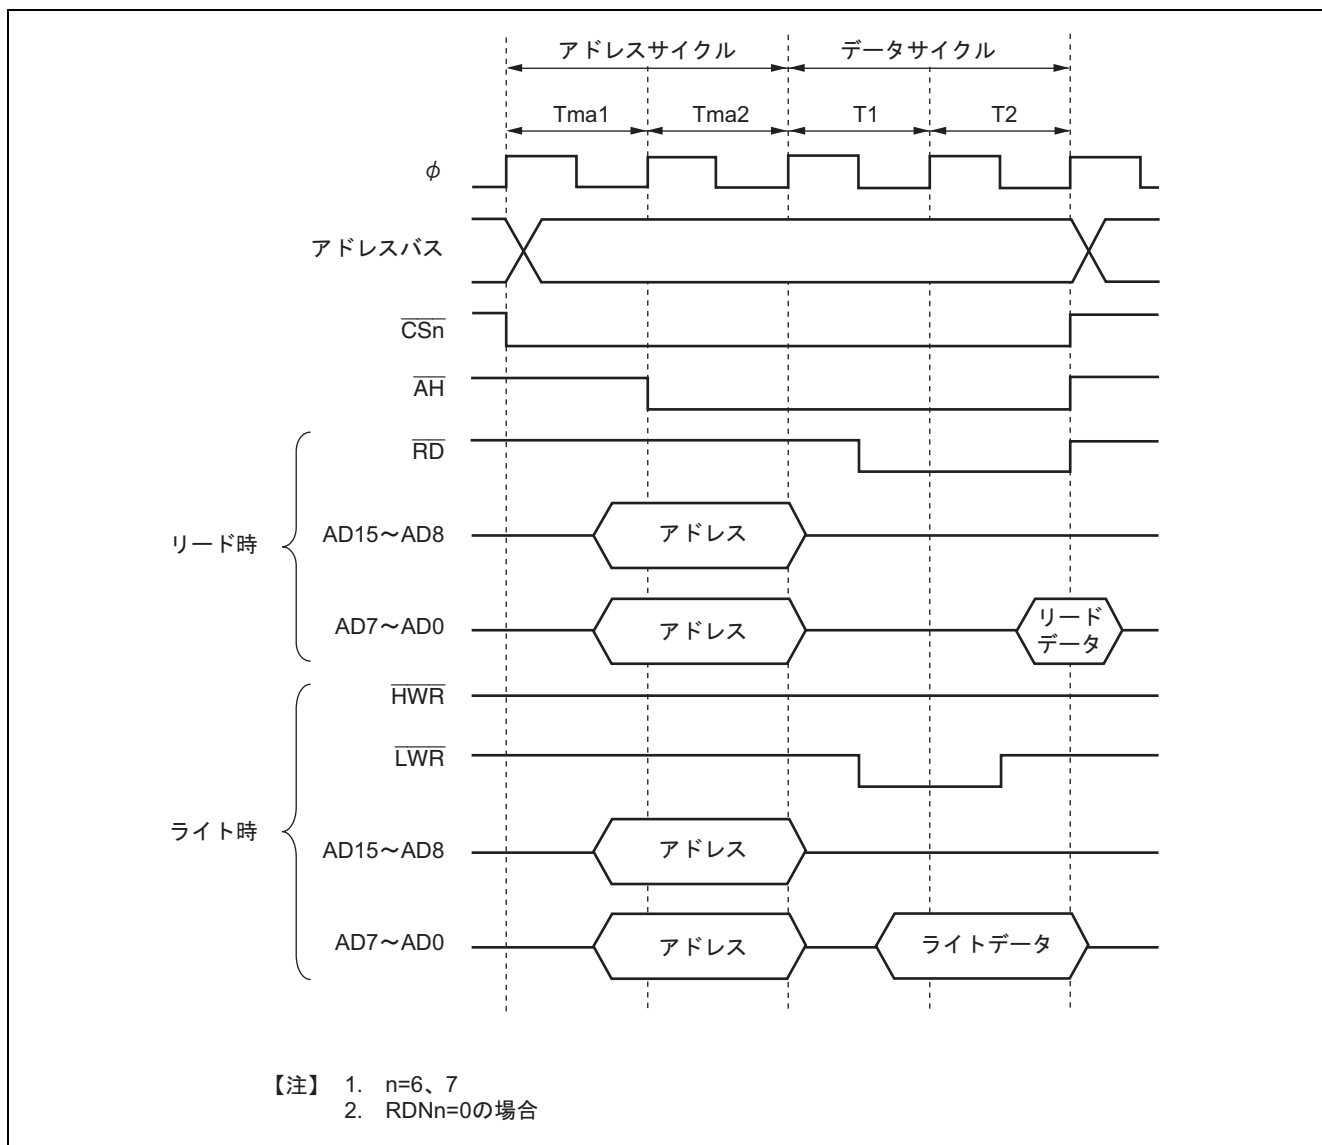 アドレスサイクル データサイクル
Tma1 Tma2 T1 T2
φ
アドレスバス
CSn
AH
RD
リード時
AD15～AD8 アドレス
AD7～AD0 アドレス リード
データ
HWR
LWR
ライト時
AD15～AD8 アドレス
AD7～AD0 アドレス ライトデータ
【注】 1. n=6、7
2. RDNn=0の場合